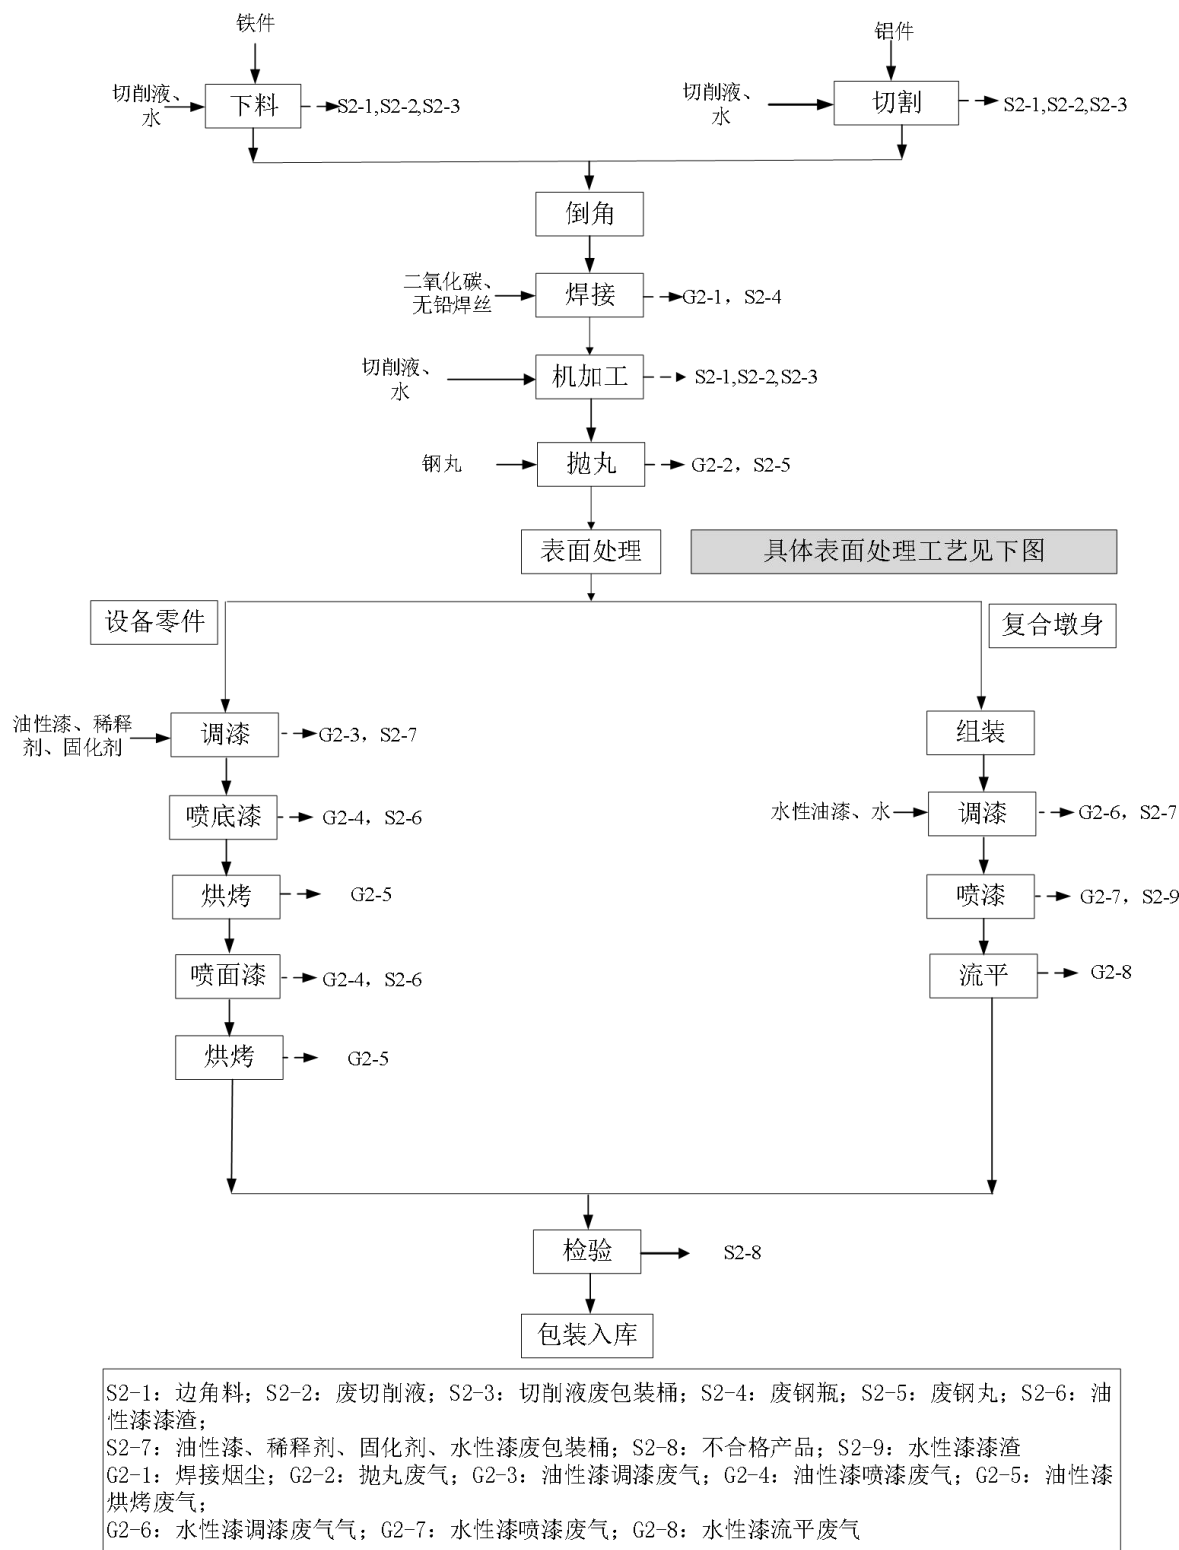 铁件
铝件
切削液、
水
下料
S2-1,S2-2,S2-3
切削液、
水
切割
S2-1,S2-2,S2-3
倒角
二氧化碳、
无铅焊丝
焊接
G2-1，S2-4
切削液、
水
机加工
S2-1,S2-2,S2-3
钢丸
抛丸
G2-2，S2-5
表面处理
具体表面处理工艺见下图
设备零件
复合墩身
油性漆、稀释
剂、固化剂
调漆
G2-3，S2-7
组装
喷底漆
G2-4，S2-6
水性油漆、水
调漆
G2-6，S2-7
烘烤
G2-5
喷漆
G2-7，S2-9
喷面漆
G2-4，S2-6
流平
G2-8
烘烤
G2-5
检验
S2-8
包装入库
S2-1：边角料；S2-2：废切削液；S2-3：切削液废包装桶；S2-4：废钢瓶；S2-5：废钢丸；S2-6：油
性漆漆渣；
S2-7：油性漆、稀释剂、固化剂、水性漆废包装桶；S2-8：不合格产品；S2-9：水性漆漆渣
G2-1：焊接烟尘；G2-2：抛丸废气；G2-3：油性漆调漆废气；G2-4：油性漆喷漆废气；G2-5：油性漆
烘烤废气；
G2-6：水性漆调漆废气气；G2-7：水性漆喷漆废气；G2-8：水性漆流平废气